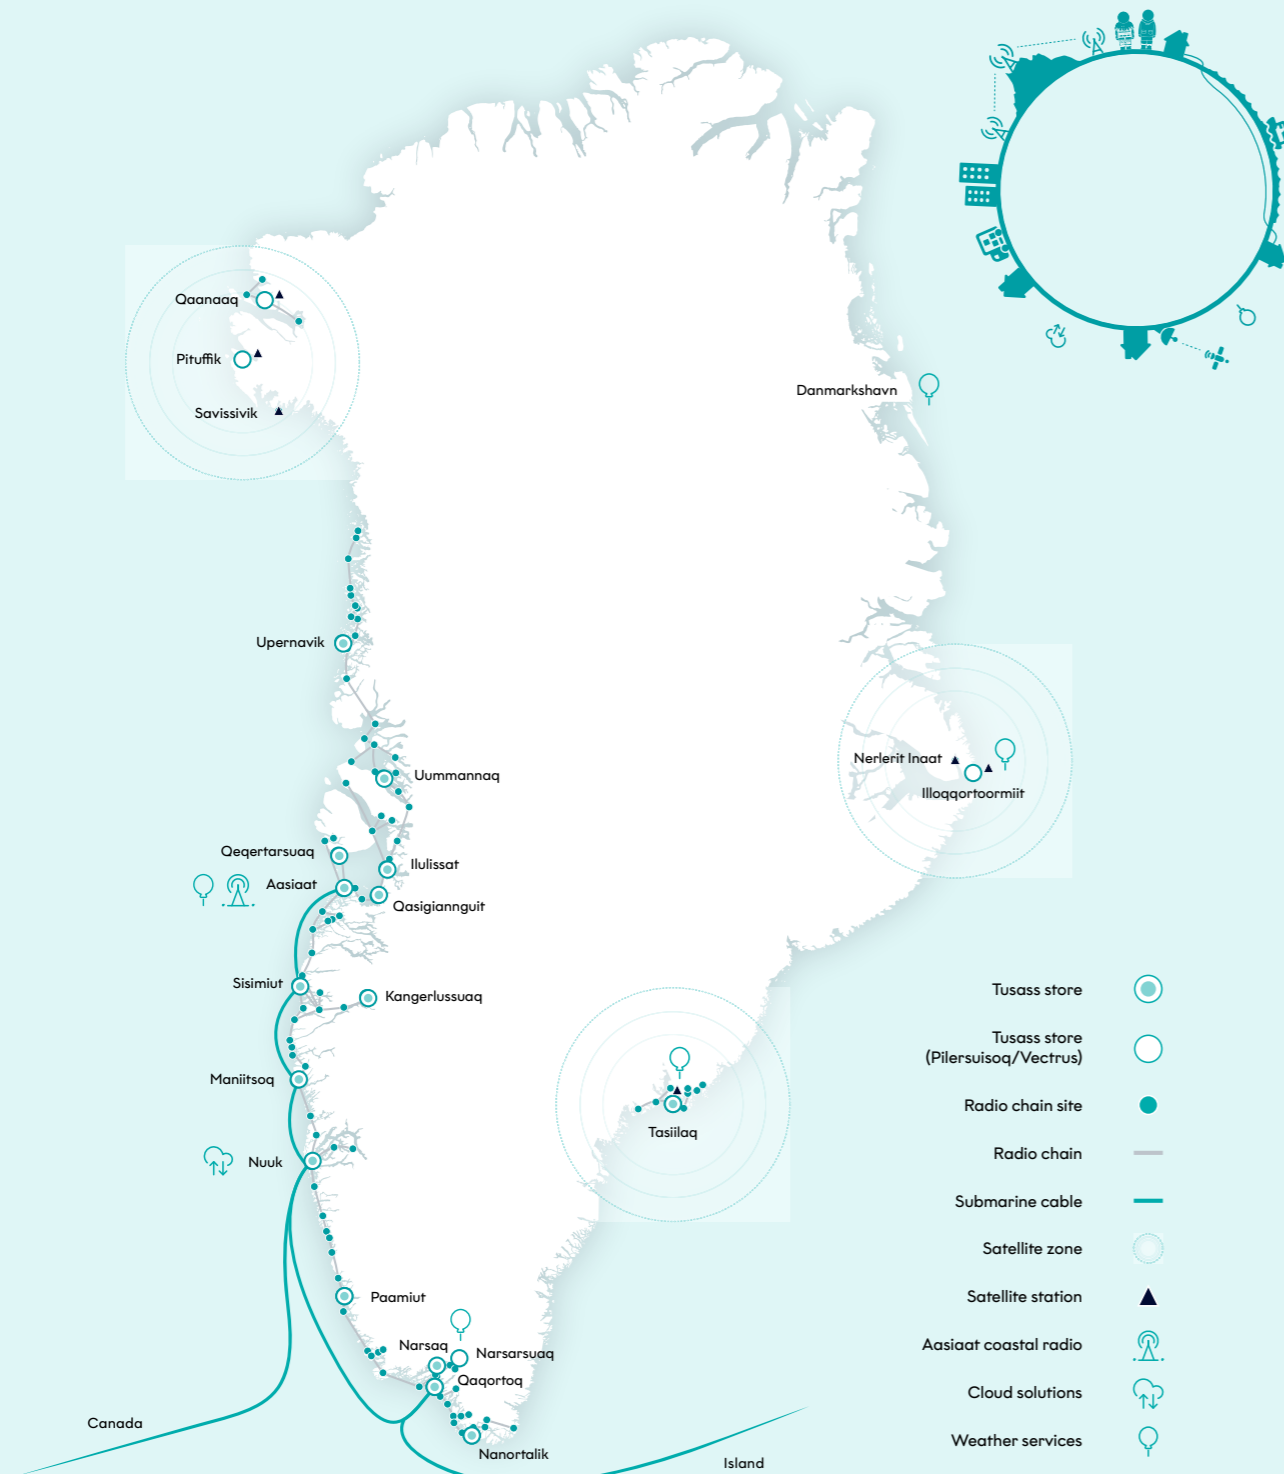 Qaanaaq
Pituffik
Savissivik
Danmarkshavn
Upernavik
Nerlerit Inaat
Illoqqortoormiit
Uummannaq
Qeqertarsuaq
Ilulissat
Aasiaat
Qasigiannguit
Sisimiut
Kangerlussuaq
Maniitsoq
Tasiilaq
Nuuk
Paamiut
Narsaq
Narsarsuaq
Qaqortoq
Canada
Nanortalik
Island
Tusass store
Tusass store
(Pilersuisoq/Vectrus)
Radio chain site
Radio chain
Submarine cable
Satellite zone
Satellite station
Aasiaat coastal radio
Cloud solutions
Weather services